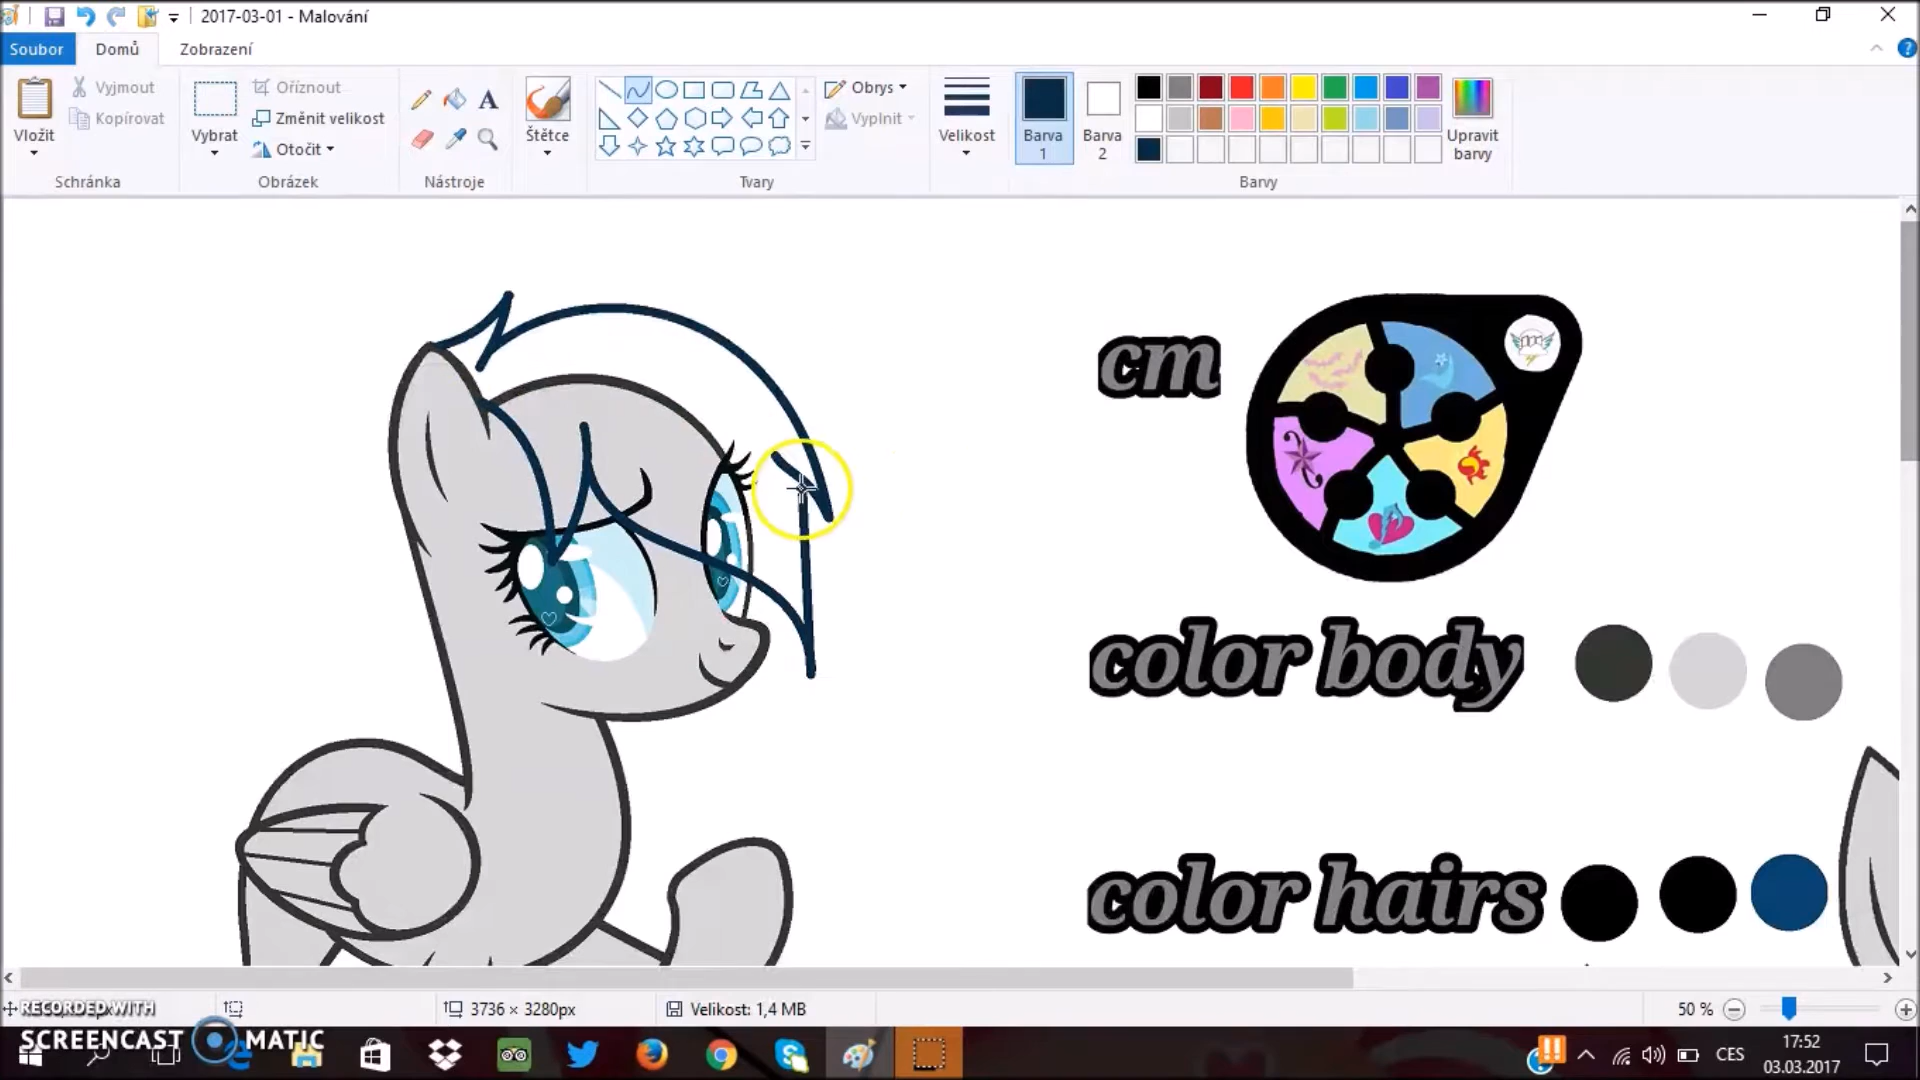 2017-03-01 - Malování
Soubor Domů Zobrazení
Vložit
Vyjmout
Kopírovat
Schránka
Vybrat
Oříznout
Změnit velikost
Otočit
Obrázek
A
Nástroje
Štětce
Obrys
Vyplnit
Tvary
Velikost
Barva
1
Barva
2
Upravit
barvy
Barvy
cm
color body
color hairs
3736 × 3280px
Velikost: 1,4 MB
50 %
RECORDED WITH
SCREENCAST MATIC
CES
17:52
03.03.2017